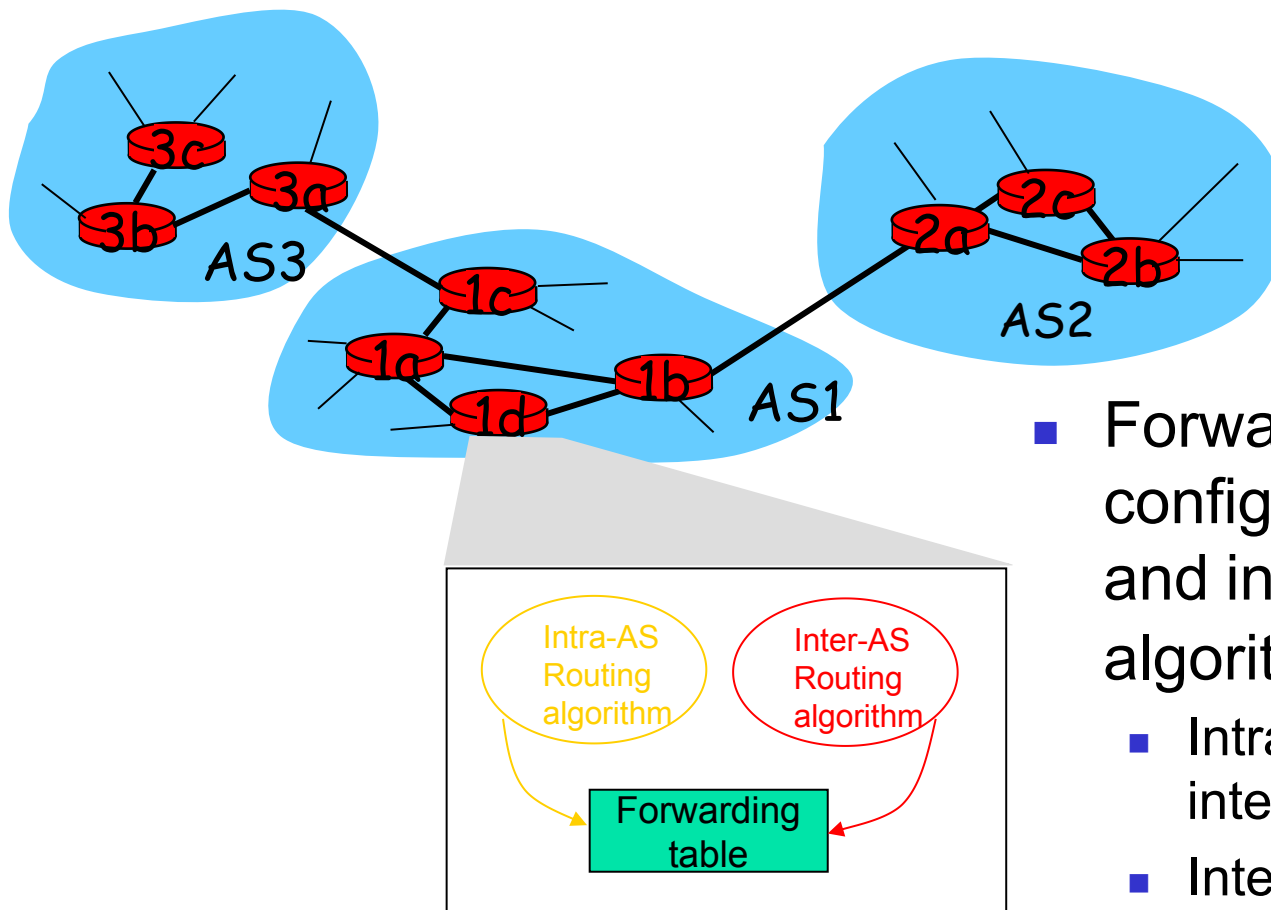 3c
3a
3b
AS3
2c
2a
2b
AS2
1c
1a
1b
1d
AS1
Intra-AS
Routing
algorithm
Inter-AS
Routing
algorithm
Forwarding
table
and